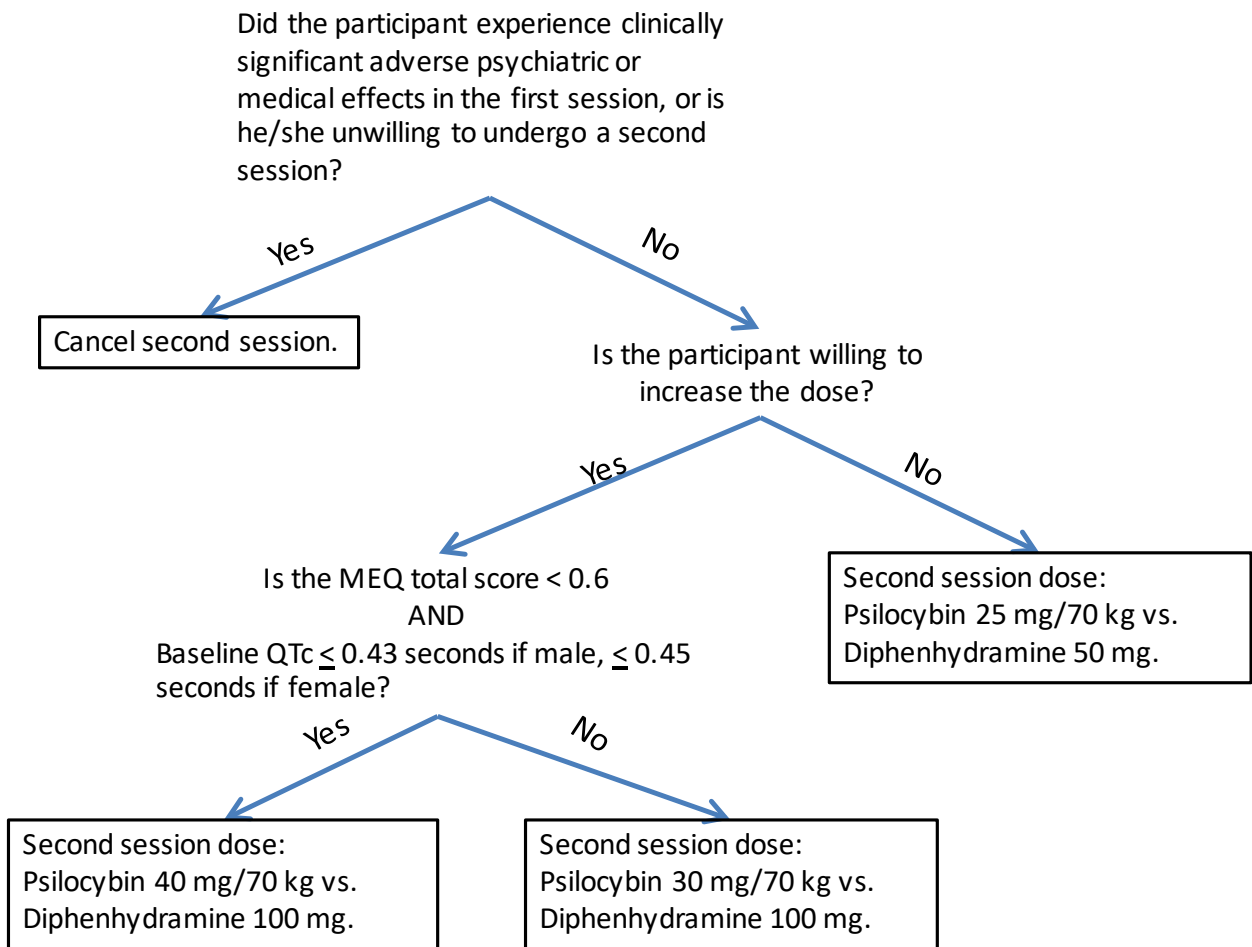 Did the participant experience clinically
significant adverse psychiatric or
medical effects in the first session, or is
he/she unwilling to undergo a second
session?
Yes
No
Cancel second session.
Is the participant willing to
increase the dose?
Yes
No
Is the MEQ total score < 0.6
AND
Baseline QTc ≤ 0.43 seconds if male, ≤ 0.45
seconds if female?
Second session dose:
Psilocybin 25 mg/70 kg vs.
Diphenhydramine 50 mg.
Yes
No
Second session dose:
Psilocybin 40 mg/70 kg vs.
Diphenhydramine 100 mg.
Second session dose:
Psilocybin 30 mg/70 kg vs.
Diphenhydramine 100 mg.